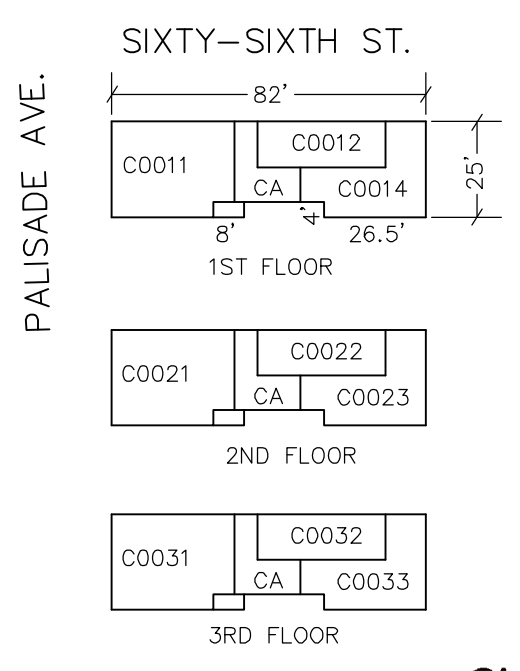 SIXTY-SIXTH ST.
PALISADE AVE.
82'
C0011
C0012
CA
C0014
25'
8'
4'
26.5'
1ST FLOOR
C0021
C0022
CA
C0023
2ND FLOOR
C0031
C0032
CA
C0033
3RD FLOOR